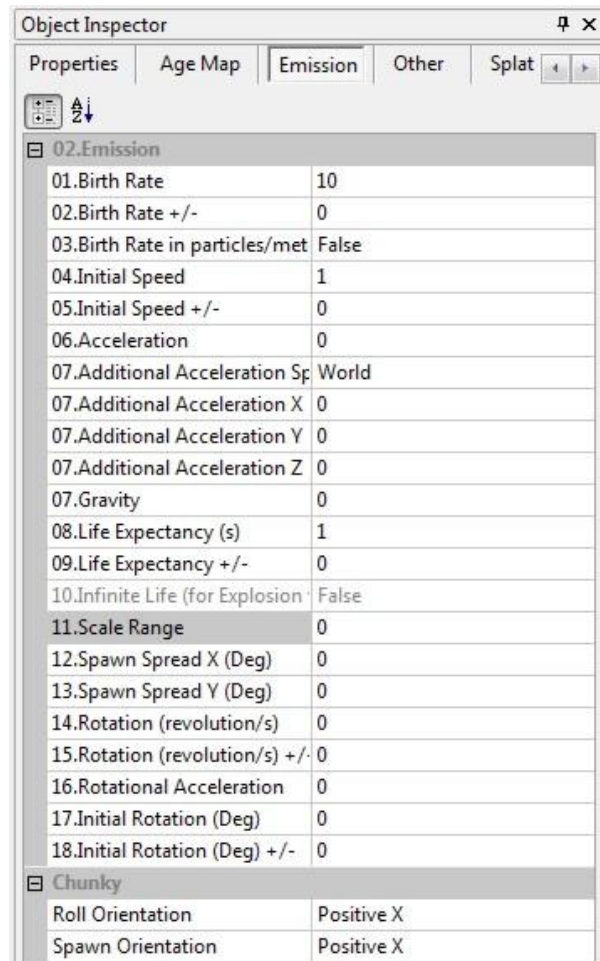 Object Inspector
Properties Age Map Emission Other Splat
02.Emission
01.Birth Rate 10
02.Birth Rate +/- 0
03.Birth Rate in particles/met False
04.Initial Speed 1
05.Initial Speed +/- 0
06.Acceleration 0
07.Additional Acceleration Sp World
07.Additional Acceleration X 0
07.Additional Acceleration Y 0
07.Additional Acceleration Z 0
07.Gravity 0
08.Life Expectancy (s) 1
09.Life Expectancy +/- 0
10.Infinite Life (for Explosion False
11.Scale Range 0
12.Spawn Spread X (Deg) 0
13.Spawn Spread Y (Deg) 0
14.Rotation (revolution/s) 0
15.Rotation (revolution/s) +/- 0
16.Rotational Acceleration 0
17.Initial Rotation (Deg) 0
18.Initial Rotation (Deg) +/- 0
Chunky
Roll Orientation Positive X
Spawn Orientation Positive X